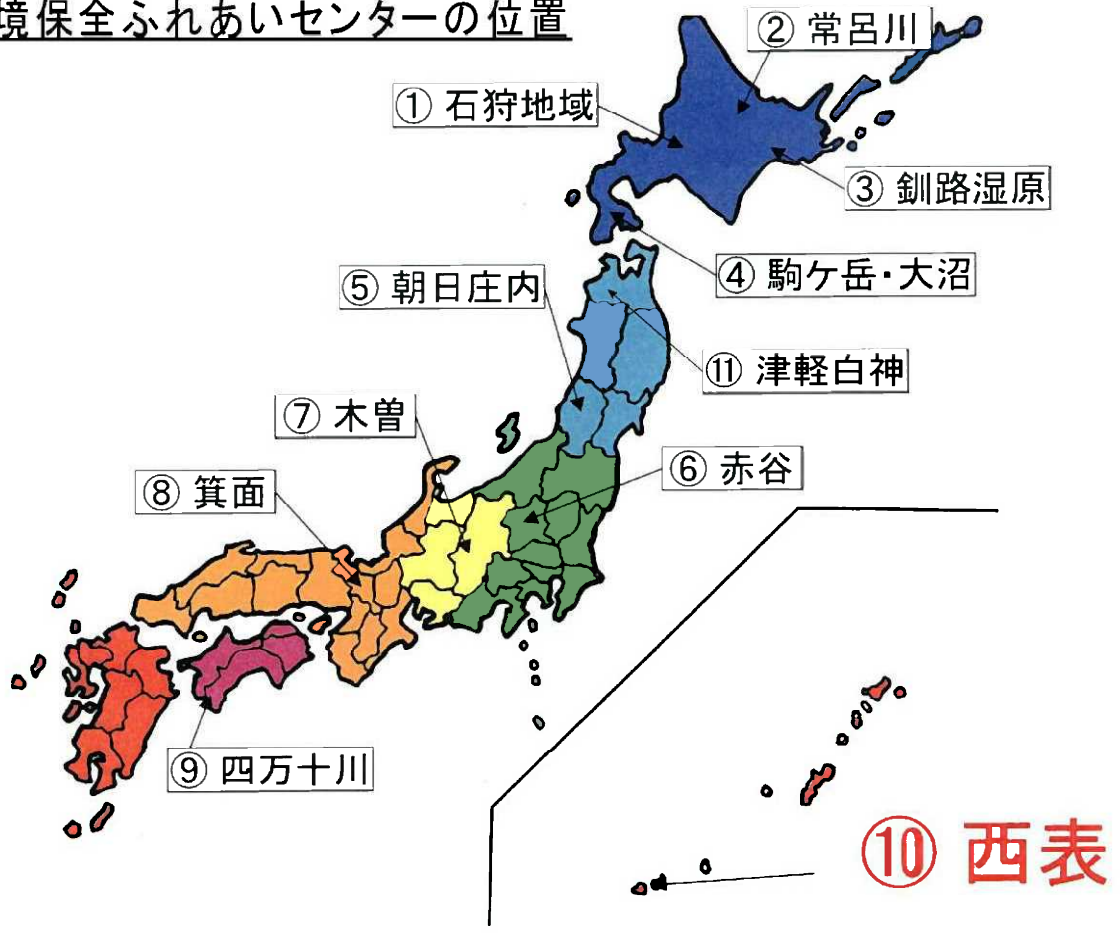 境保全ふれあいセンターの位置
② 常呂川
① 石狩地域
③ 釧路湿原
④ 駒ケ岳・大沼
⑤ 朝日庄内
⑪ 津軽白神
⑦ 木曽
⑥ 赤谷
⑧ 箕面
⑨ 四万十川
⑩ 西表